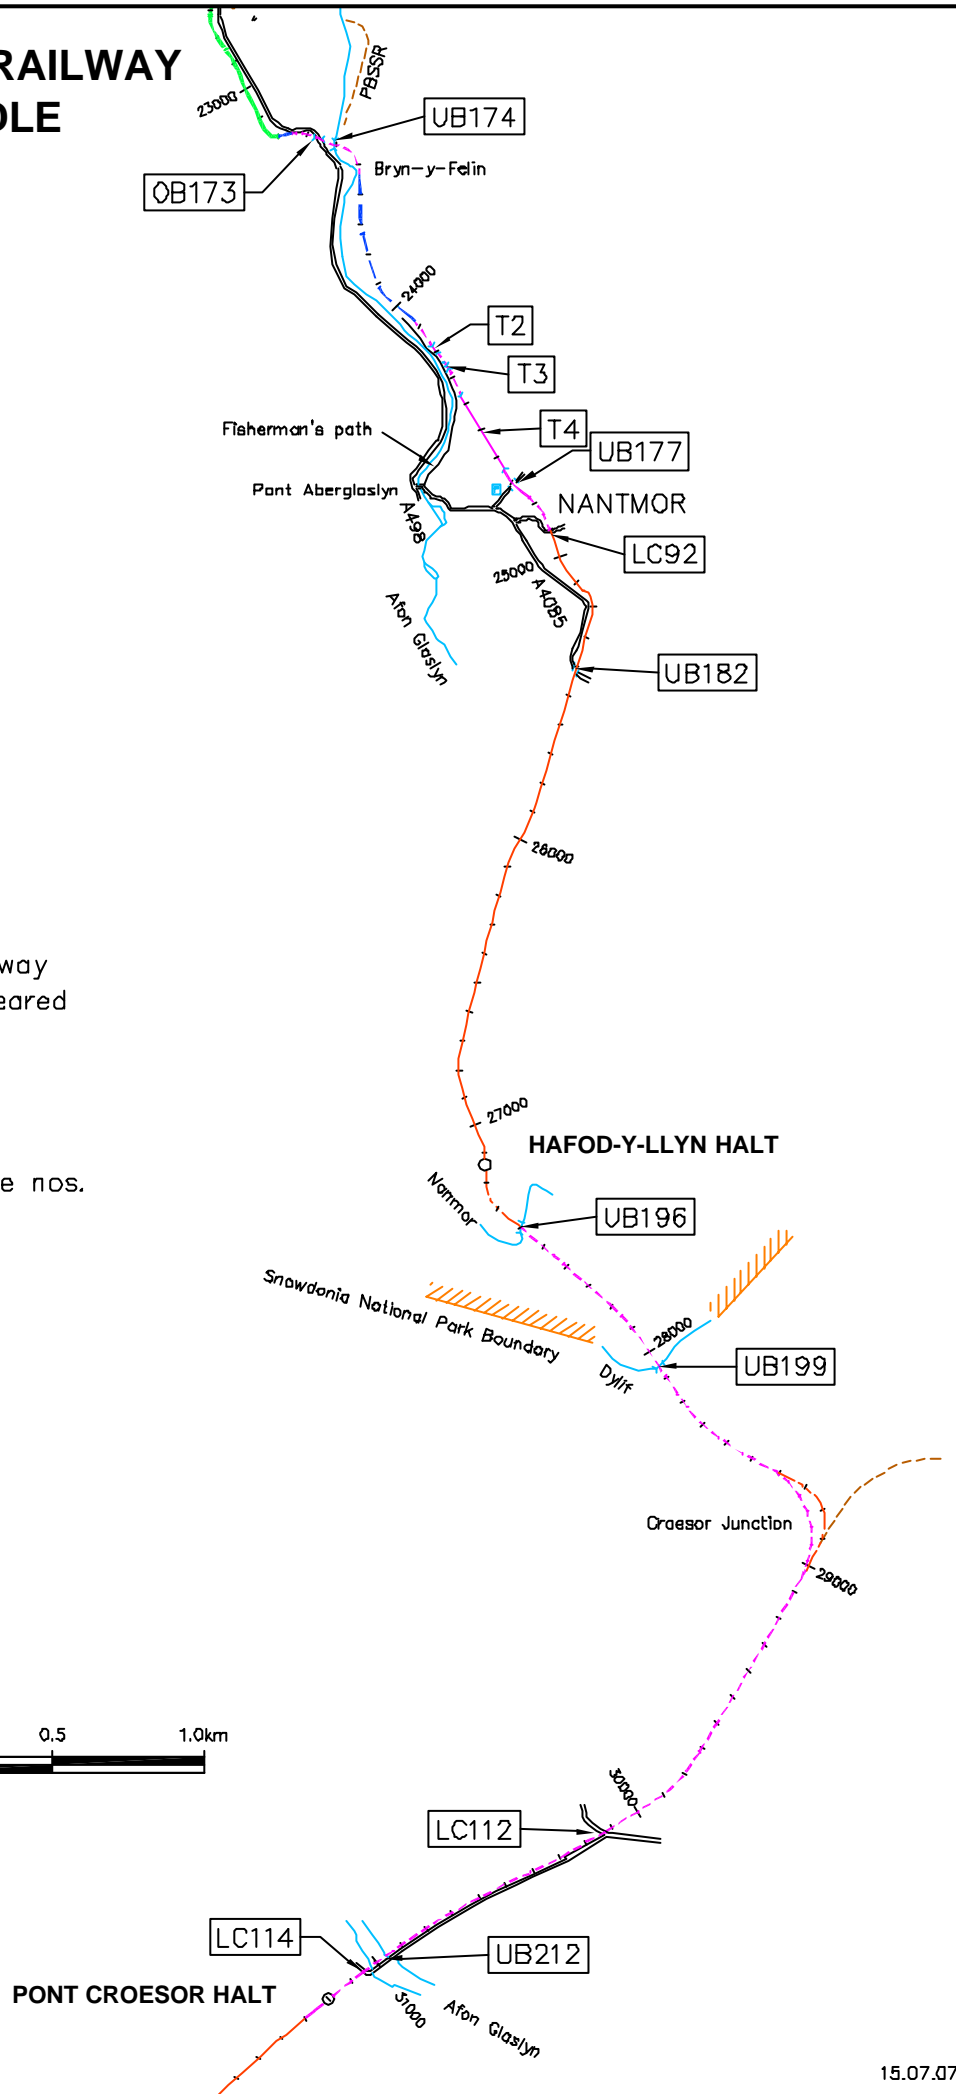 RAILWAY
DLE
PBSSR
23000
UB174
Bryn-y-Felin
OB173
24000
T2
T3
T4
Fisherman's path
UB177
Pont Aberglaslyn
NANTMOR
A498
LC92
25000
A4085
Afon Glaslyn
UB182
26000
way
eared
27000
HAFOD-Y-LLYN HALT
e nos.
Nanmor
UB196
Snowdonia National Park Boundary
28000
UB199
Dylif
Croesor Junction
29000
0.5 1.0km
30000
LC112
LC114
UB212
PONT CROESOR HALT
31000
Afon Glaslyn
15.07.07